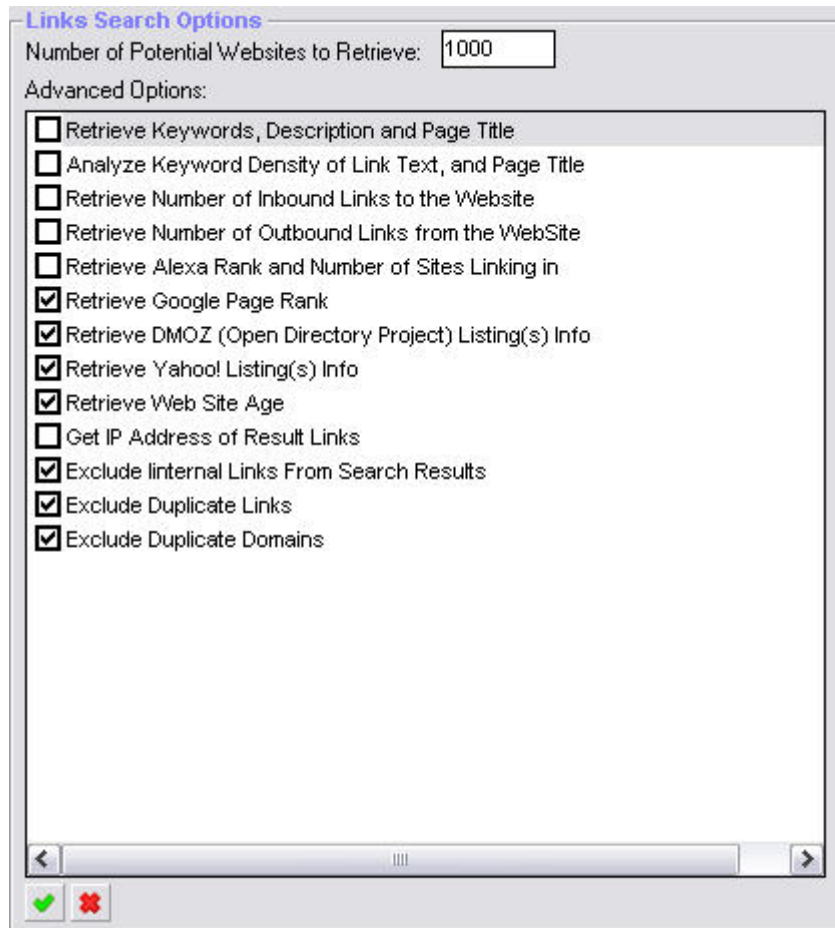 Links Search Options
Number of Potential Websites to Retrieve: 1000
Advanced Options:
Retrieve Keywords, Description and Page Title
Analyze Keyword Density of Link Text, and Page Title
Retrieve Number of Inbound Links to the Website
Retrieve Number of Outbound Links from the WebSite
Retrieve Alexa Rank and Number of Sites Linking in
Retrieve Google Page Rank
Retrieve DMOZ (Open Directory Project) Listing(s) Info
Retrieve Yahoo! Listing(s) Info
Retrieve Web Site Age
Get IP Address of Result Links
Exclude Iinternal Links From Search Results
Exclude Duplicate Links
Exclude Duplicate Domains